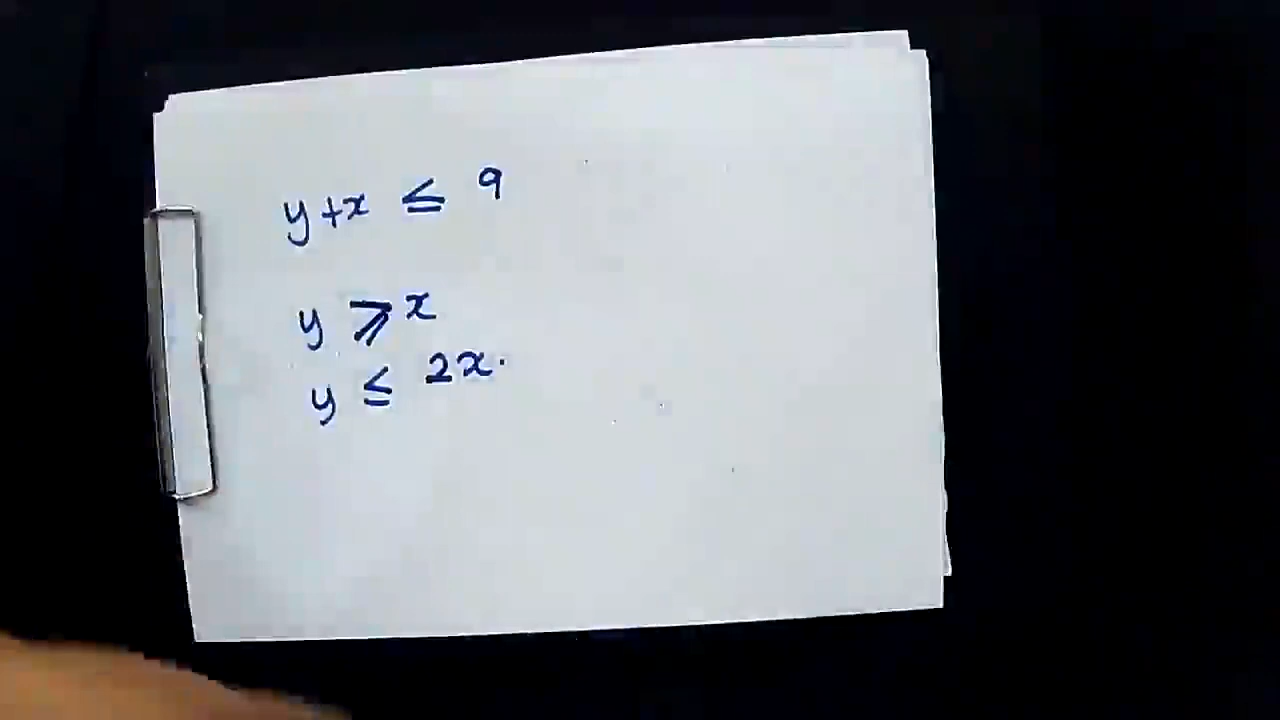 y+x ≤ 9
y ⩾ x
y ≤ 2x.